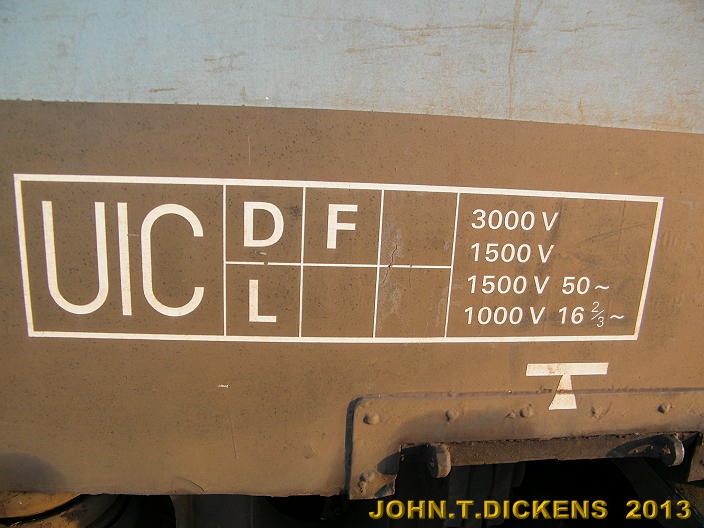 UIC
D F
L
3000 V
1500 V
1500 V 50 ~
1000 V 16 2/3 ~
JOHN.T.DICKENS 2013